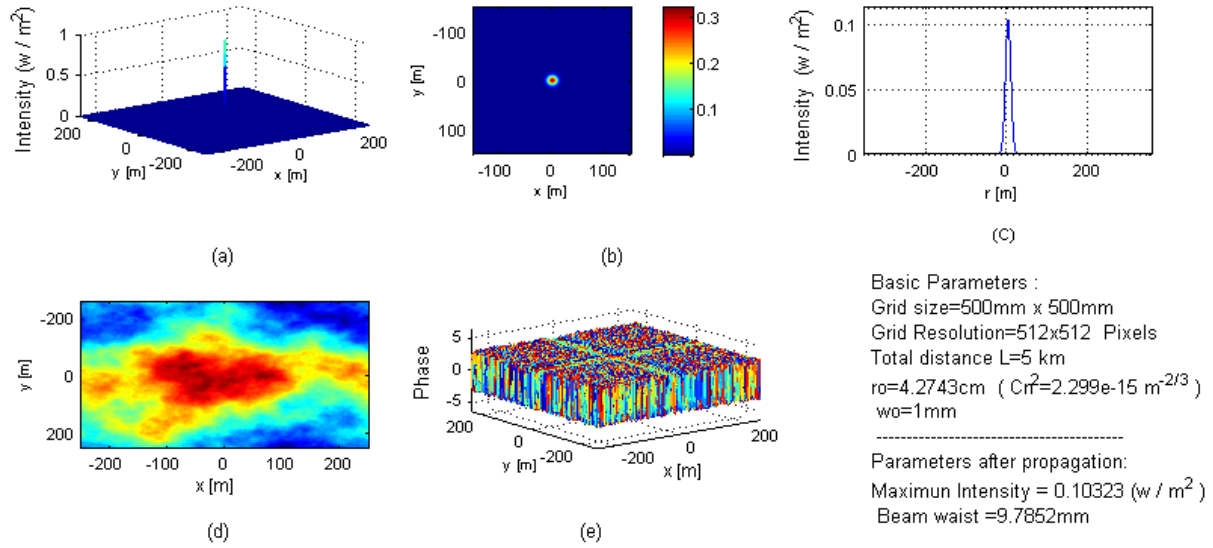 Intensity (w / m2)
1
0.5
0
200
0
-200
y [m]
-200
0
200
x [m]
(a)
y [m]
-100
0
100
-100
0
100
x [m]
0.3
0.2
0.1
(b)
Intensity (w / m2)
0.1
0.05
0
-200
0
200
r [m]
(C)
y [m]
-200
0
200
-200
-100
0
100
200
x [m]
(d)
Phase
5
0
-5
200
0
-200
y [m]
-200
0
200
x [m]
(e)
Basic Parameters :
Grid size=500mm x 500mm
Grid Resolution=512x512 Pixels
Total distance L=5 km
ro=4.2743cm ( Cn2=2.299e-15 m-2/3)
wo=1mm
----------------------------------------
Parameters after propagation:
Maximun Intensity = 0.10323 (w / m2 )
Beam waist =9.7852mm